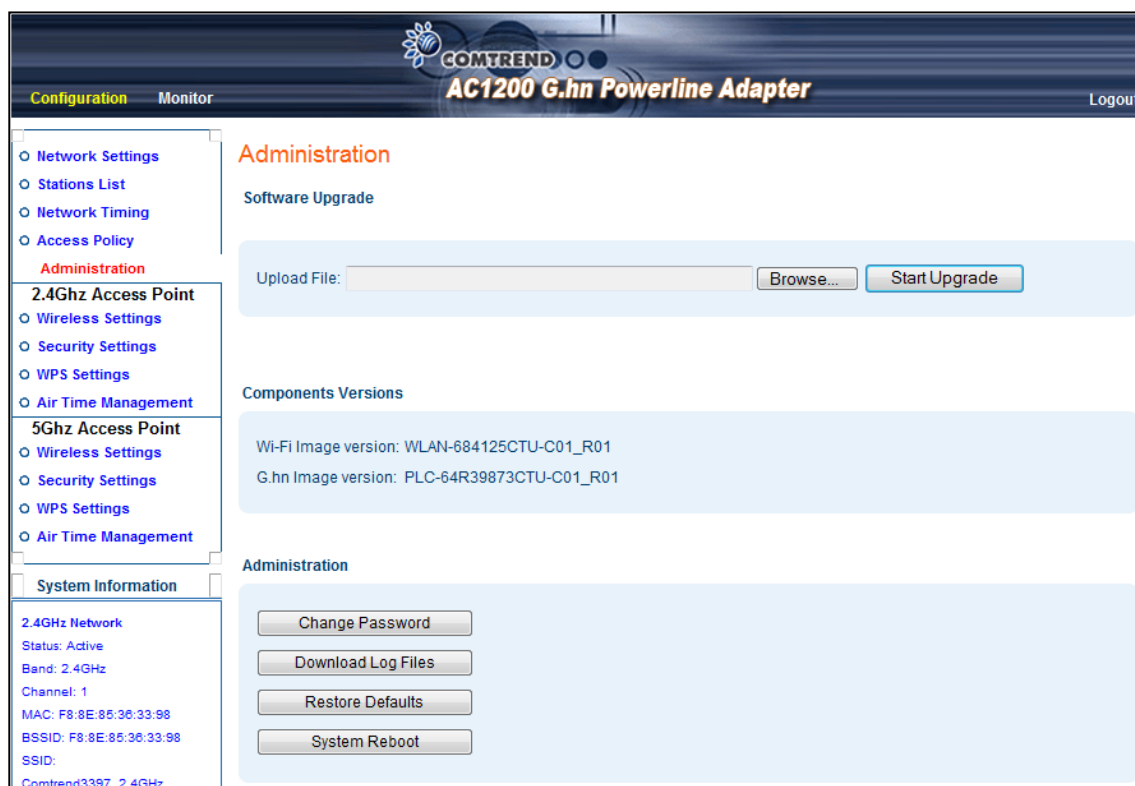 COMTREND
AC1200 G.hn Powerline Adapter
Configuration Monitor
Logout
Network Settings
Stations List
Network Timing
Access Policy
Administration
2.4Ghz Access Point
Wireless Settings
Security Settings
WPS Settings
Air Time Management
5Ghz Access Point
Wireless Settings
Security Settings
WPS Settings
Air Time Management
System Information
2.4GHz Network
Status: Active
Band: 2.4GHz
Channel: 1
MAC: F8:8E:85:36:33:98
BSSID: F8:8E:85:36:33:98
SSID:
Comtrend3397_2.4GHz
Administration
Software Upgrade
Upload File: Browse... Start Upgrade
Components Versions
Wi-Fi Image version: WLAN-684125CTU-C01_R01
G.hn Image version: PLC-64R39873CTU-C01_R01
Administration
Change Password
Download Log Files
Restore Defaults
System Reboot